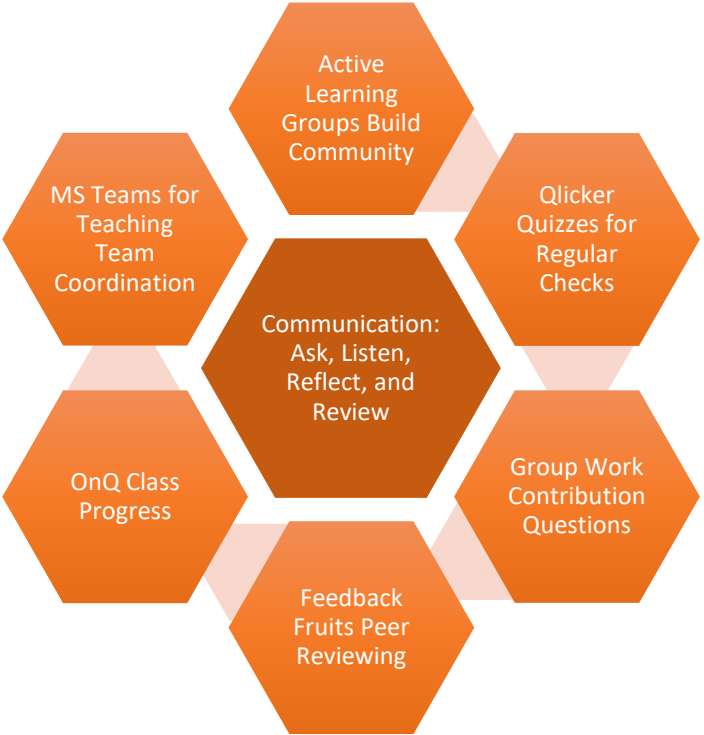 Active
Learning
Groups Build
Community
Qlicker
Quizzes for
Regular
Checks
Group Work
Contribution
Questions
Feedback
Fruits Peer
Reviewing
OnQ Class
Progress
MS Teams for
Teaching
Team
Coordination
Communication:
Ask, Listen,
Reflect, and
Review